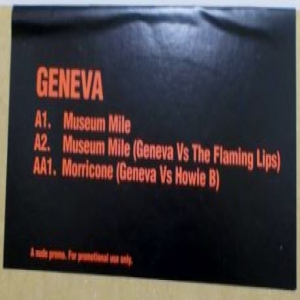 GENEVA
A1. Museum Mile
A2. Museum Mile (Geneva Vs The Flaming Lips)
AA1. Morricone (Geneva Vs Howie B)
A nude promo. For promotional use only.